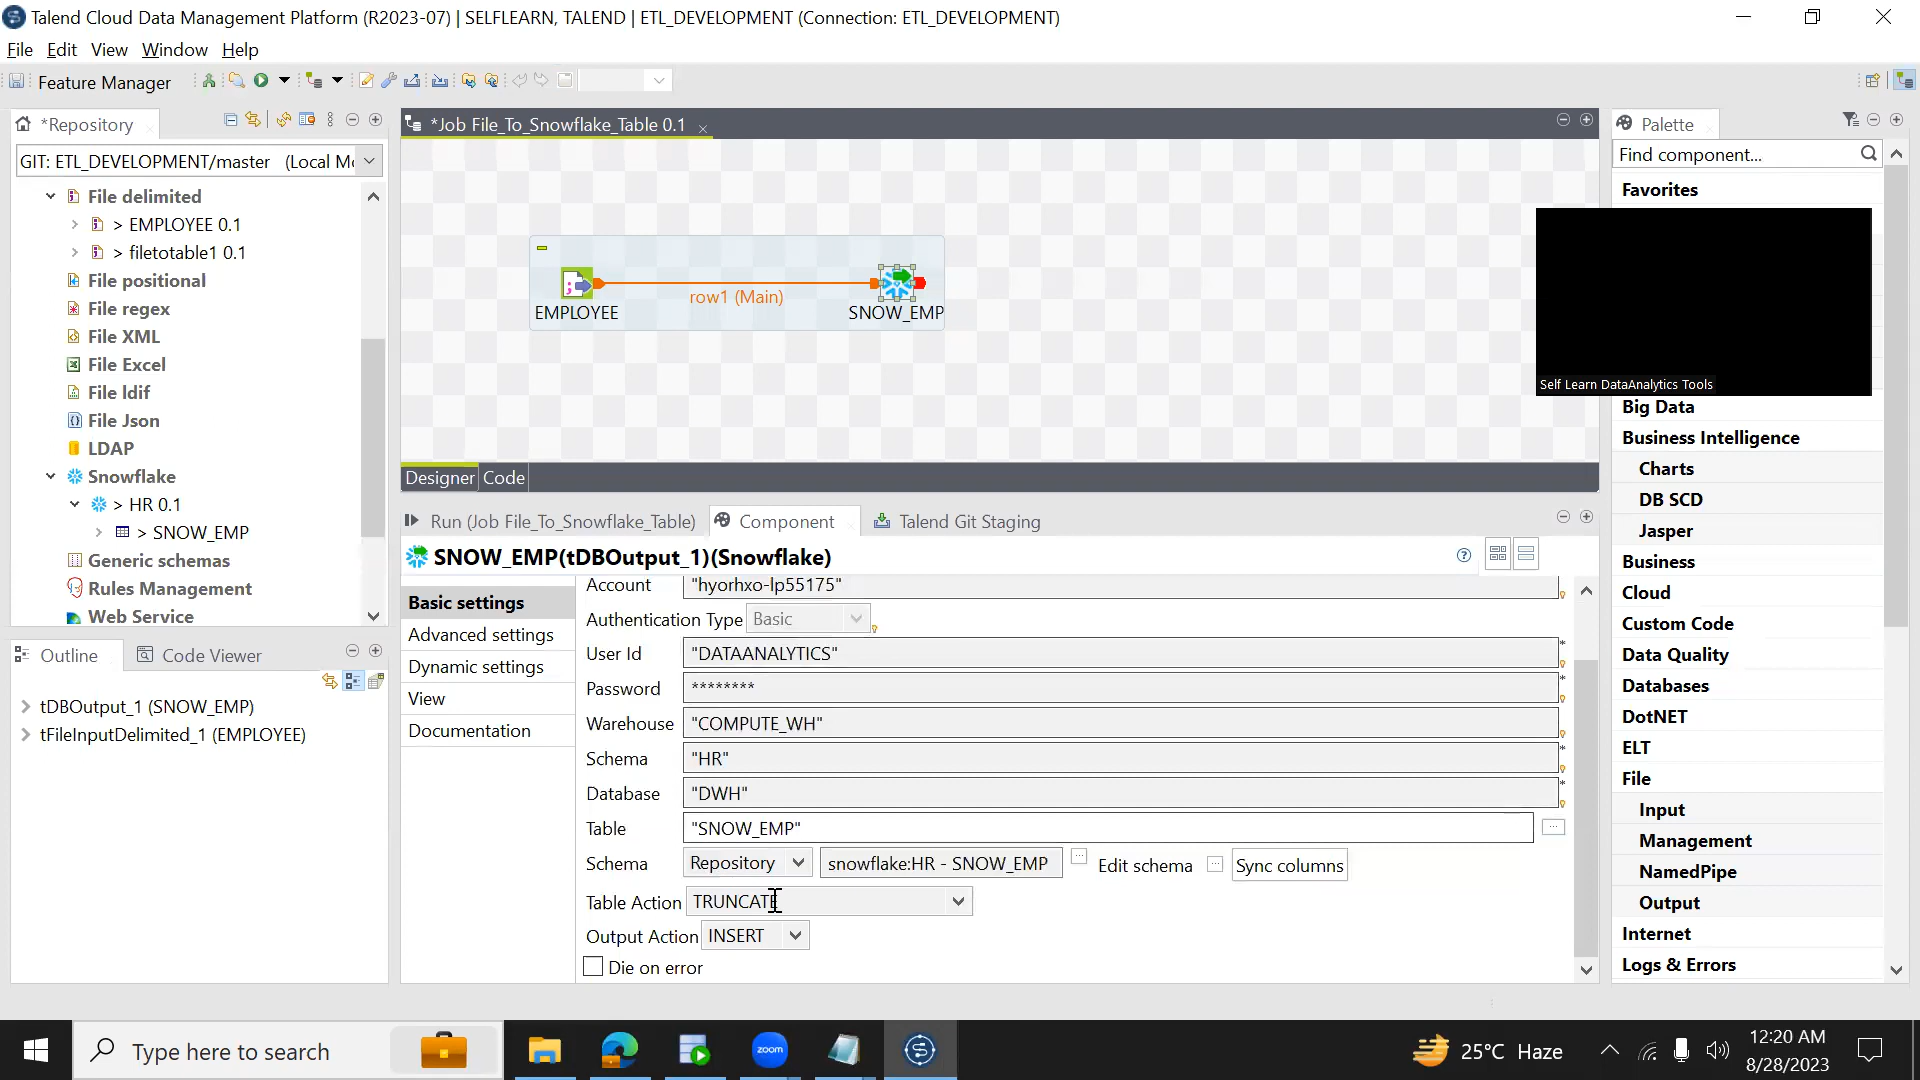 Talend Cloud Data Management Platform (R2023-07) | SELFLEARN, TALEND | ETL_DEVELOPMENT (Connection: ETL_DEVELOPMENT)
File Edit View Window Help
Feature Manager
*Repository
GIT: ETL_DEVELOPMENT/master (Local Mo
File delimited
> EMPLOYEE 0.1
> filetotable1 0.1
File positional
File regex
File XML
File Excel
File ldif
File Json
LDAP
Snowflake
> HR 0.1
> SNOW_EMP
Generic schemas
Rules Management
Web Service
Outline
Code Viewer
tDBOutput_1 (SNOW_EMP)
tFileInputDelimited_1 (EMPLOYEE)
*Job File_To_Snowflake_Table 0.1
EMPLOYEE
row1 (Main)
SNOW_EMP
Designer Code
Run (Job File_To_Snowflake_Table)
Component
Talend Git Staging
SNOW_EMP(tDBOutput_1)(Snowflake)
Basic settings
Advanced settings
Dynamic settings
View
Documentation
Account "hyorhxo-lp55175"
Authentication Type Basic
User Id "DATAANALYTICS" *
Password ******** *
Warehouse "COMPUTE_WH"
Schema "HR" *
Database "DWH" *
Table "SNOW_EMP"
Schema Repository snowflake:HR - SNOW_EMP Edit schema Sync columns
Table Action TRUNCATE
Output Action INSERT
Die on error
Palette
Find component...
Favorites
Self Learn DataAnalytics Tools
Big Data
Business Intelligence
Charts
DB SCD
Jasper
Business
Cloud
Custom Code
Data Quality
Databases
DotNET
ELT
File
Input
Management
NamedPipe
Output
Internet
Logs & Errors
Type here to search
zoom
25°C Haze
12:20 AM
8/28/2023